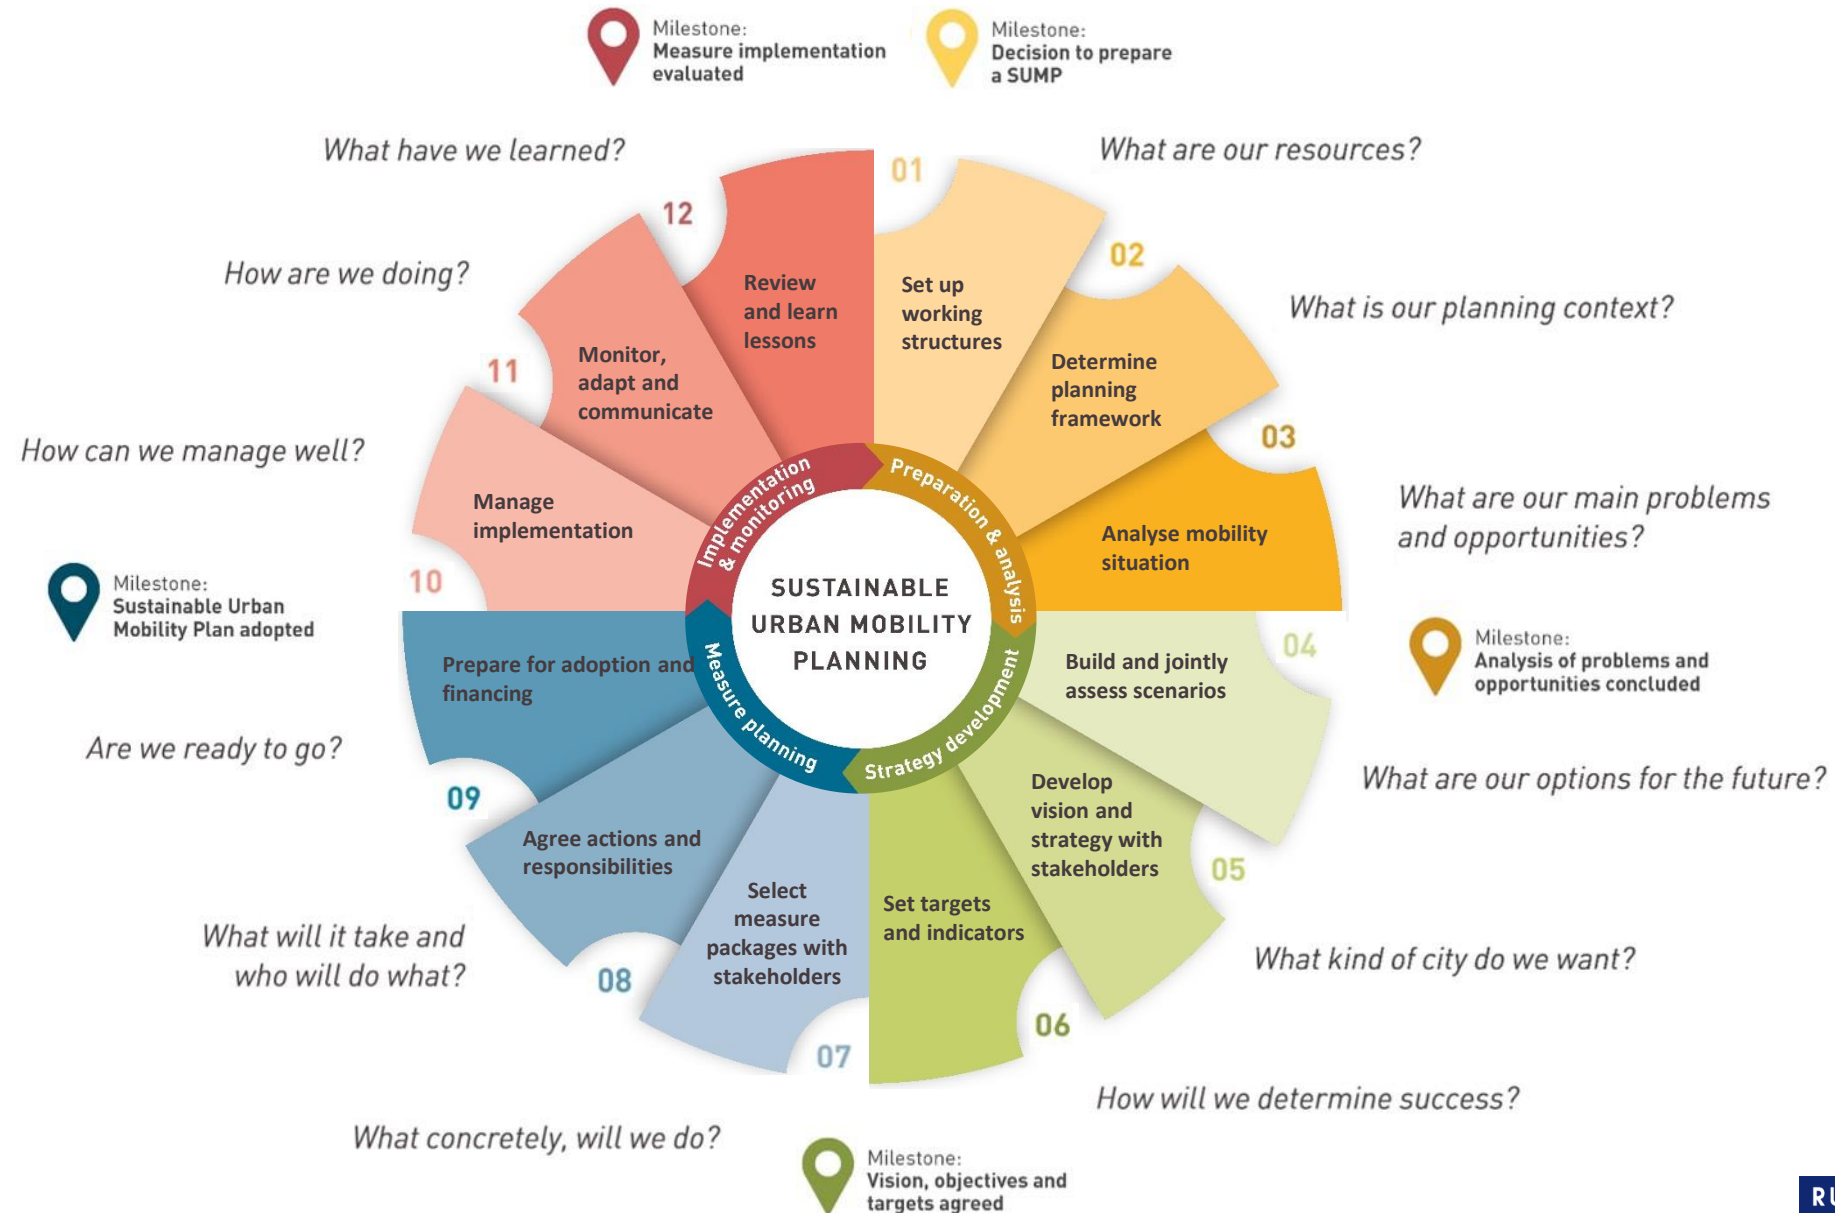 Milestone:
Measure implementation
evaluated
Milestone:
Decision to prepare
a SUMP
What have we learned?
What are our resources?
01
12
02
How are we doing?
Review
and learn
lessons
Set up
working
structures
What is our planning context?
11
Monitor,
adapt and
communicate
Determine
planning
framework
03
How can we manage well?
Manage
implementation
Implementation
& monitoring
Preparation & analysis
Analyse mobility
situation
What are our main problems
and opportunities?
10
Milestone:
Sustainable Urban
Mobility Plan adopted
SUSTAINABLE
URBAN MOBILITY
PLANNING
04
Milestone:
Analysis of problems and
opportunities concluded
Prepare for adoption and
financing
Measure planning
Strategy development
Build and jointly
assess scenarios
Are we ready to go?
09
What are our options for the future?
Agree actions and
responsibilities
Develop
vision and
strategy with
stakeholders
05
Select
measure
packages with
stakeholders
Set targets
and indicators
What will it take and
who will do what?
08
What kind of city do we want?
07
06
What concretely, will we do?
How will we determine success?
Milestone:
Vision, objectives and
targets agreed